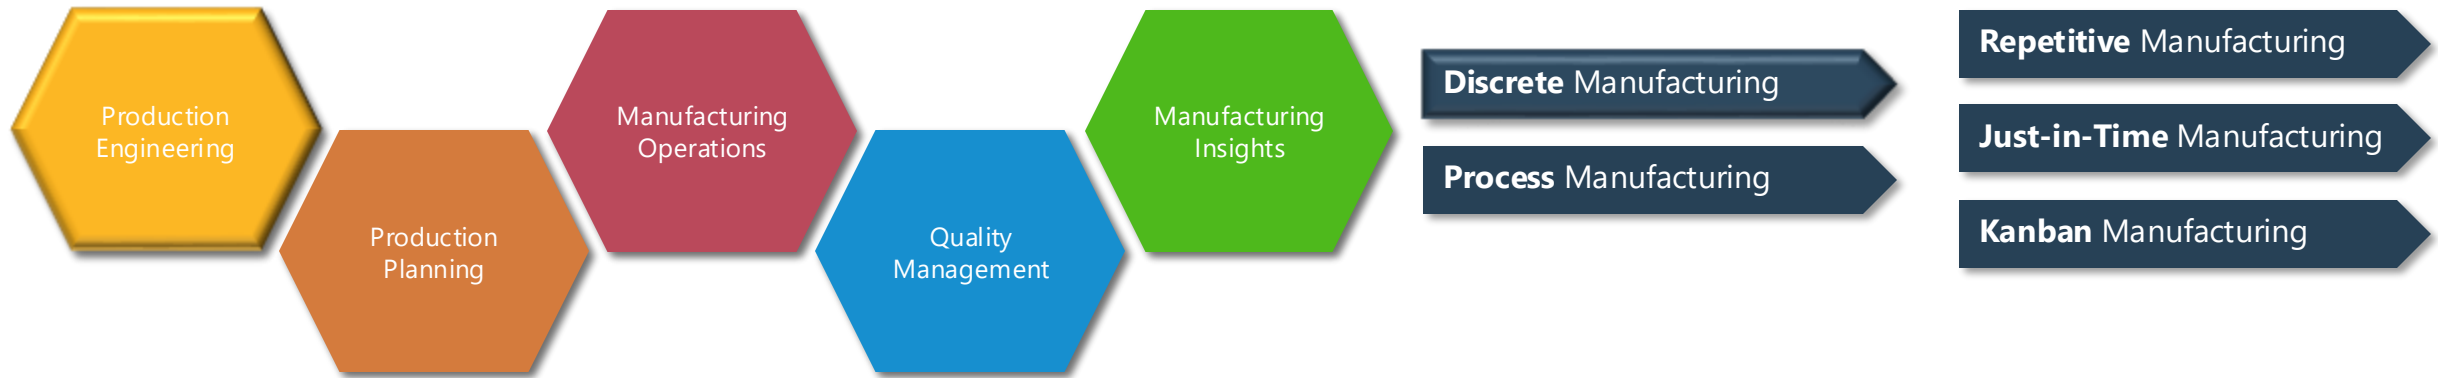 Production
Engineering
Production
Planning
Manufacturing
Operations
Quality
Management
Manufacturing
Insights
Discrete Manufacturing
Process Manufacturing
Repetitive Manufacturing
Just-in-Time Manufacturing
Kanban Manufacturing